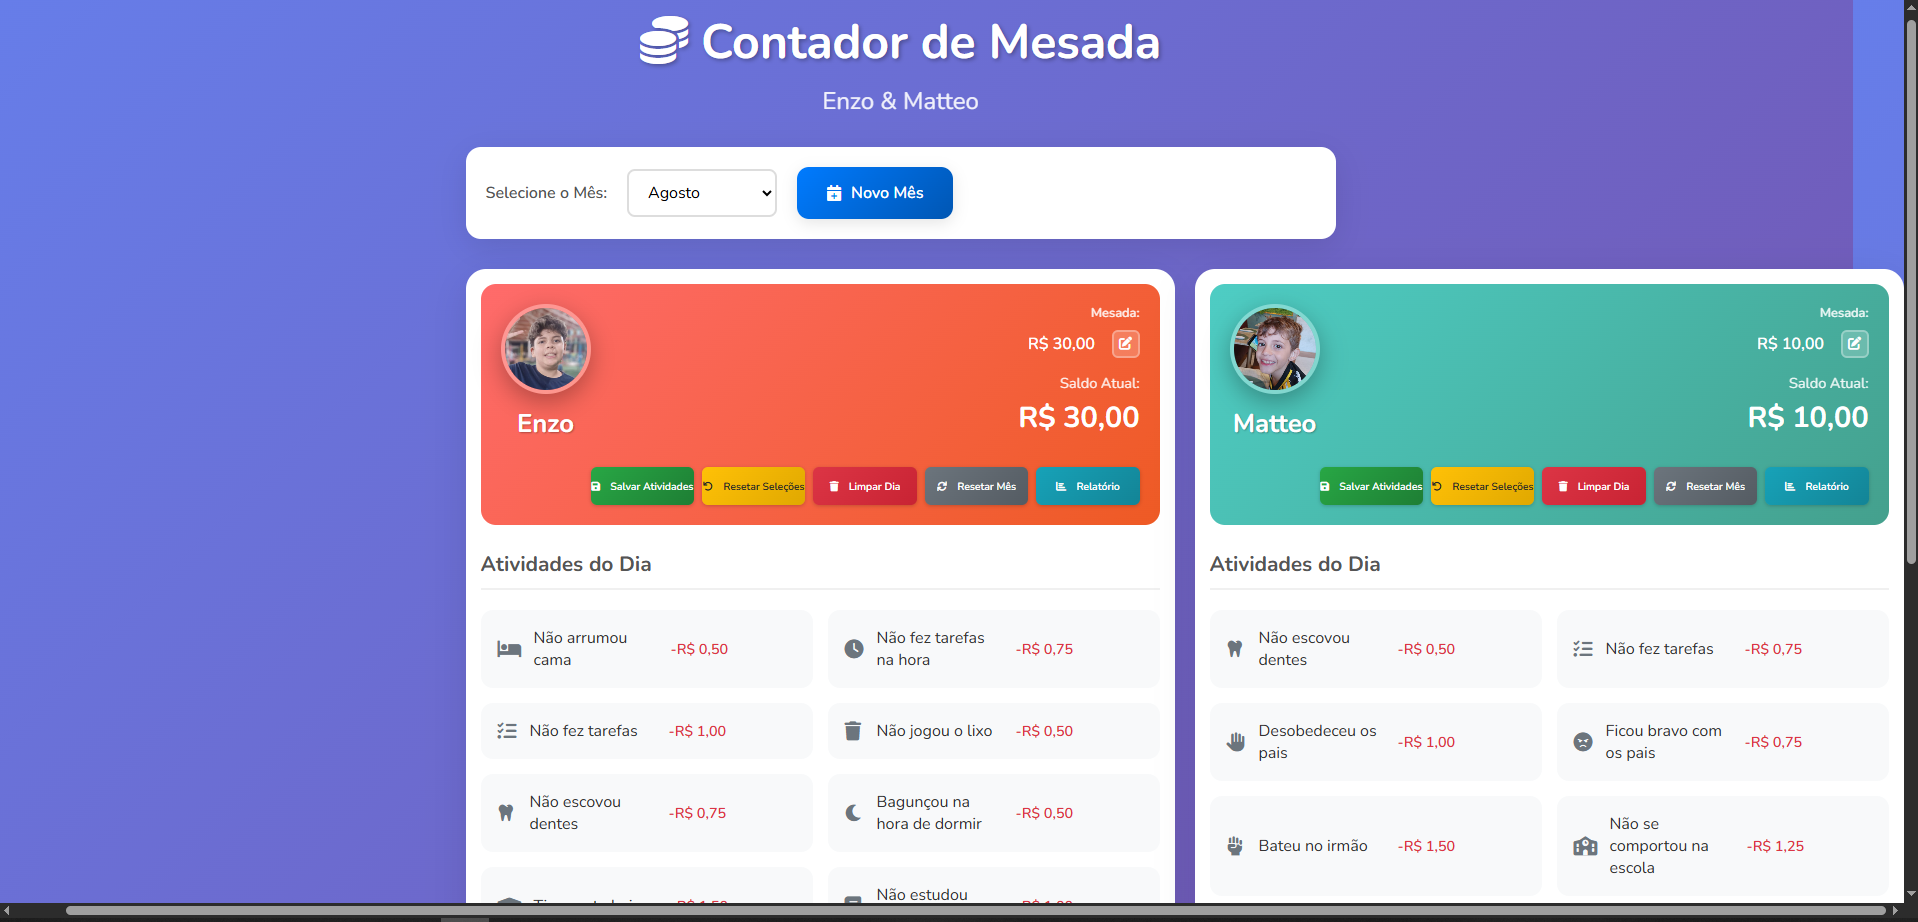 Contador de Mesada
Enzo & Matteo
Selecione o Mês:
Agosto
Novo Mês
Mesada:
R$ 30,00
Saldo Atual:
Enzo
R$ 30,00
Salvar Atividades
Resetar Seleções
Limpar Dia
Resetar Mês
Relatório
Atividades do Dia
Não arrumou
cama
-R$ 0,50
Não fez tarefas
na hora
-R$ 0,75
Não fez tarefas
-R$ 1,00
Não jogou o lixo
-R$ 0,50
Não escovou
dentes
-R$ 0,75
Bagunçou na
hora de dormir
-R$ 0,50
Não estudou
Mesada:
R$ 10,00
Saldo Atual:
Matteo
R$ 10,00
Salvar Atividades
Resetar Seleções
Limpar Dia
Resetar Mês
Relatório
Atividades do Dia
Não escovou
dentes
-R$ 0,50
Não fez tarefas
-R$ 0,75
Desobedeceu os
pais
-R$ 1,00
Ficou bravo com
os pais
-R$ 0,75
Bateu no irmão
-R$ 1,50
Não se
comportou na
escola
-R$ 1,25